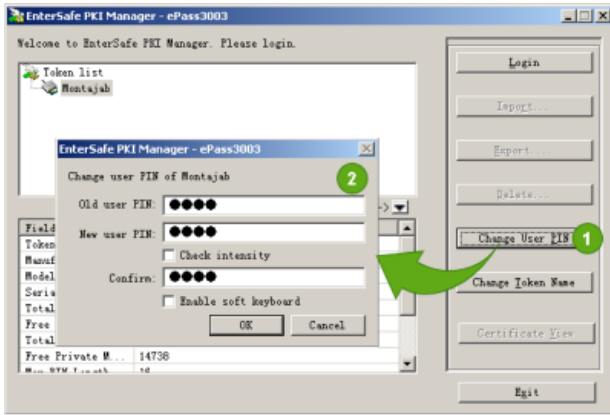 EnterSafe PKI Manager - ePass3003
Welcome to EnterSafe PKI Manager. Please login.
Token list
Montajab
Login
Import...
Export...
Delete...
Change User PIN
1
Change Token Name
Certificate View
Exit
EnterSafe PKI Manager - ePass3003
Change user PIN of Montajab
2
Old user PIN: ●●●●
New user PIN: ●●●●
Check intensity
Confirm: ●●●●
Enable soft keyboard
OK Cancel
->
Field
Token
Manuf
Model
Seria
Total
Free
Total
Free Private M... 14738